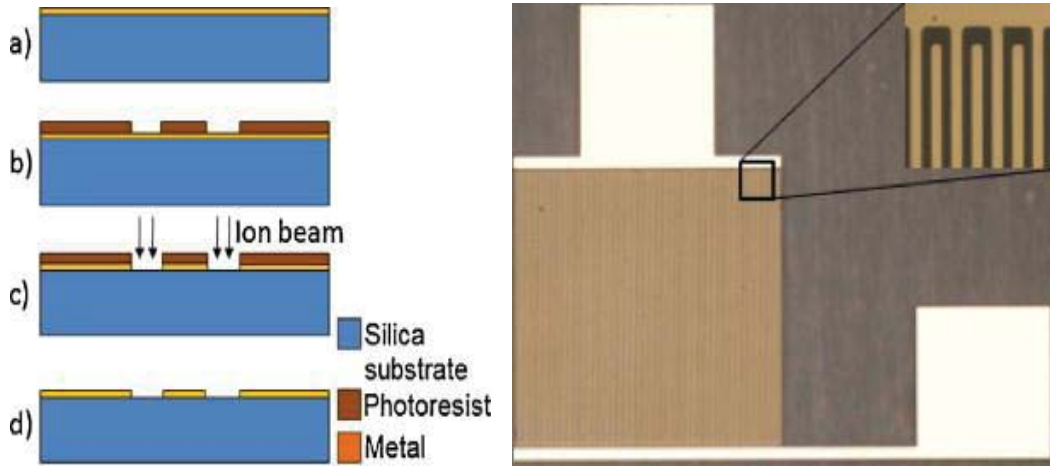 a)
b)
Ion beam
c)
Silica
substrate
Photoresist
d)
Metal